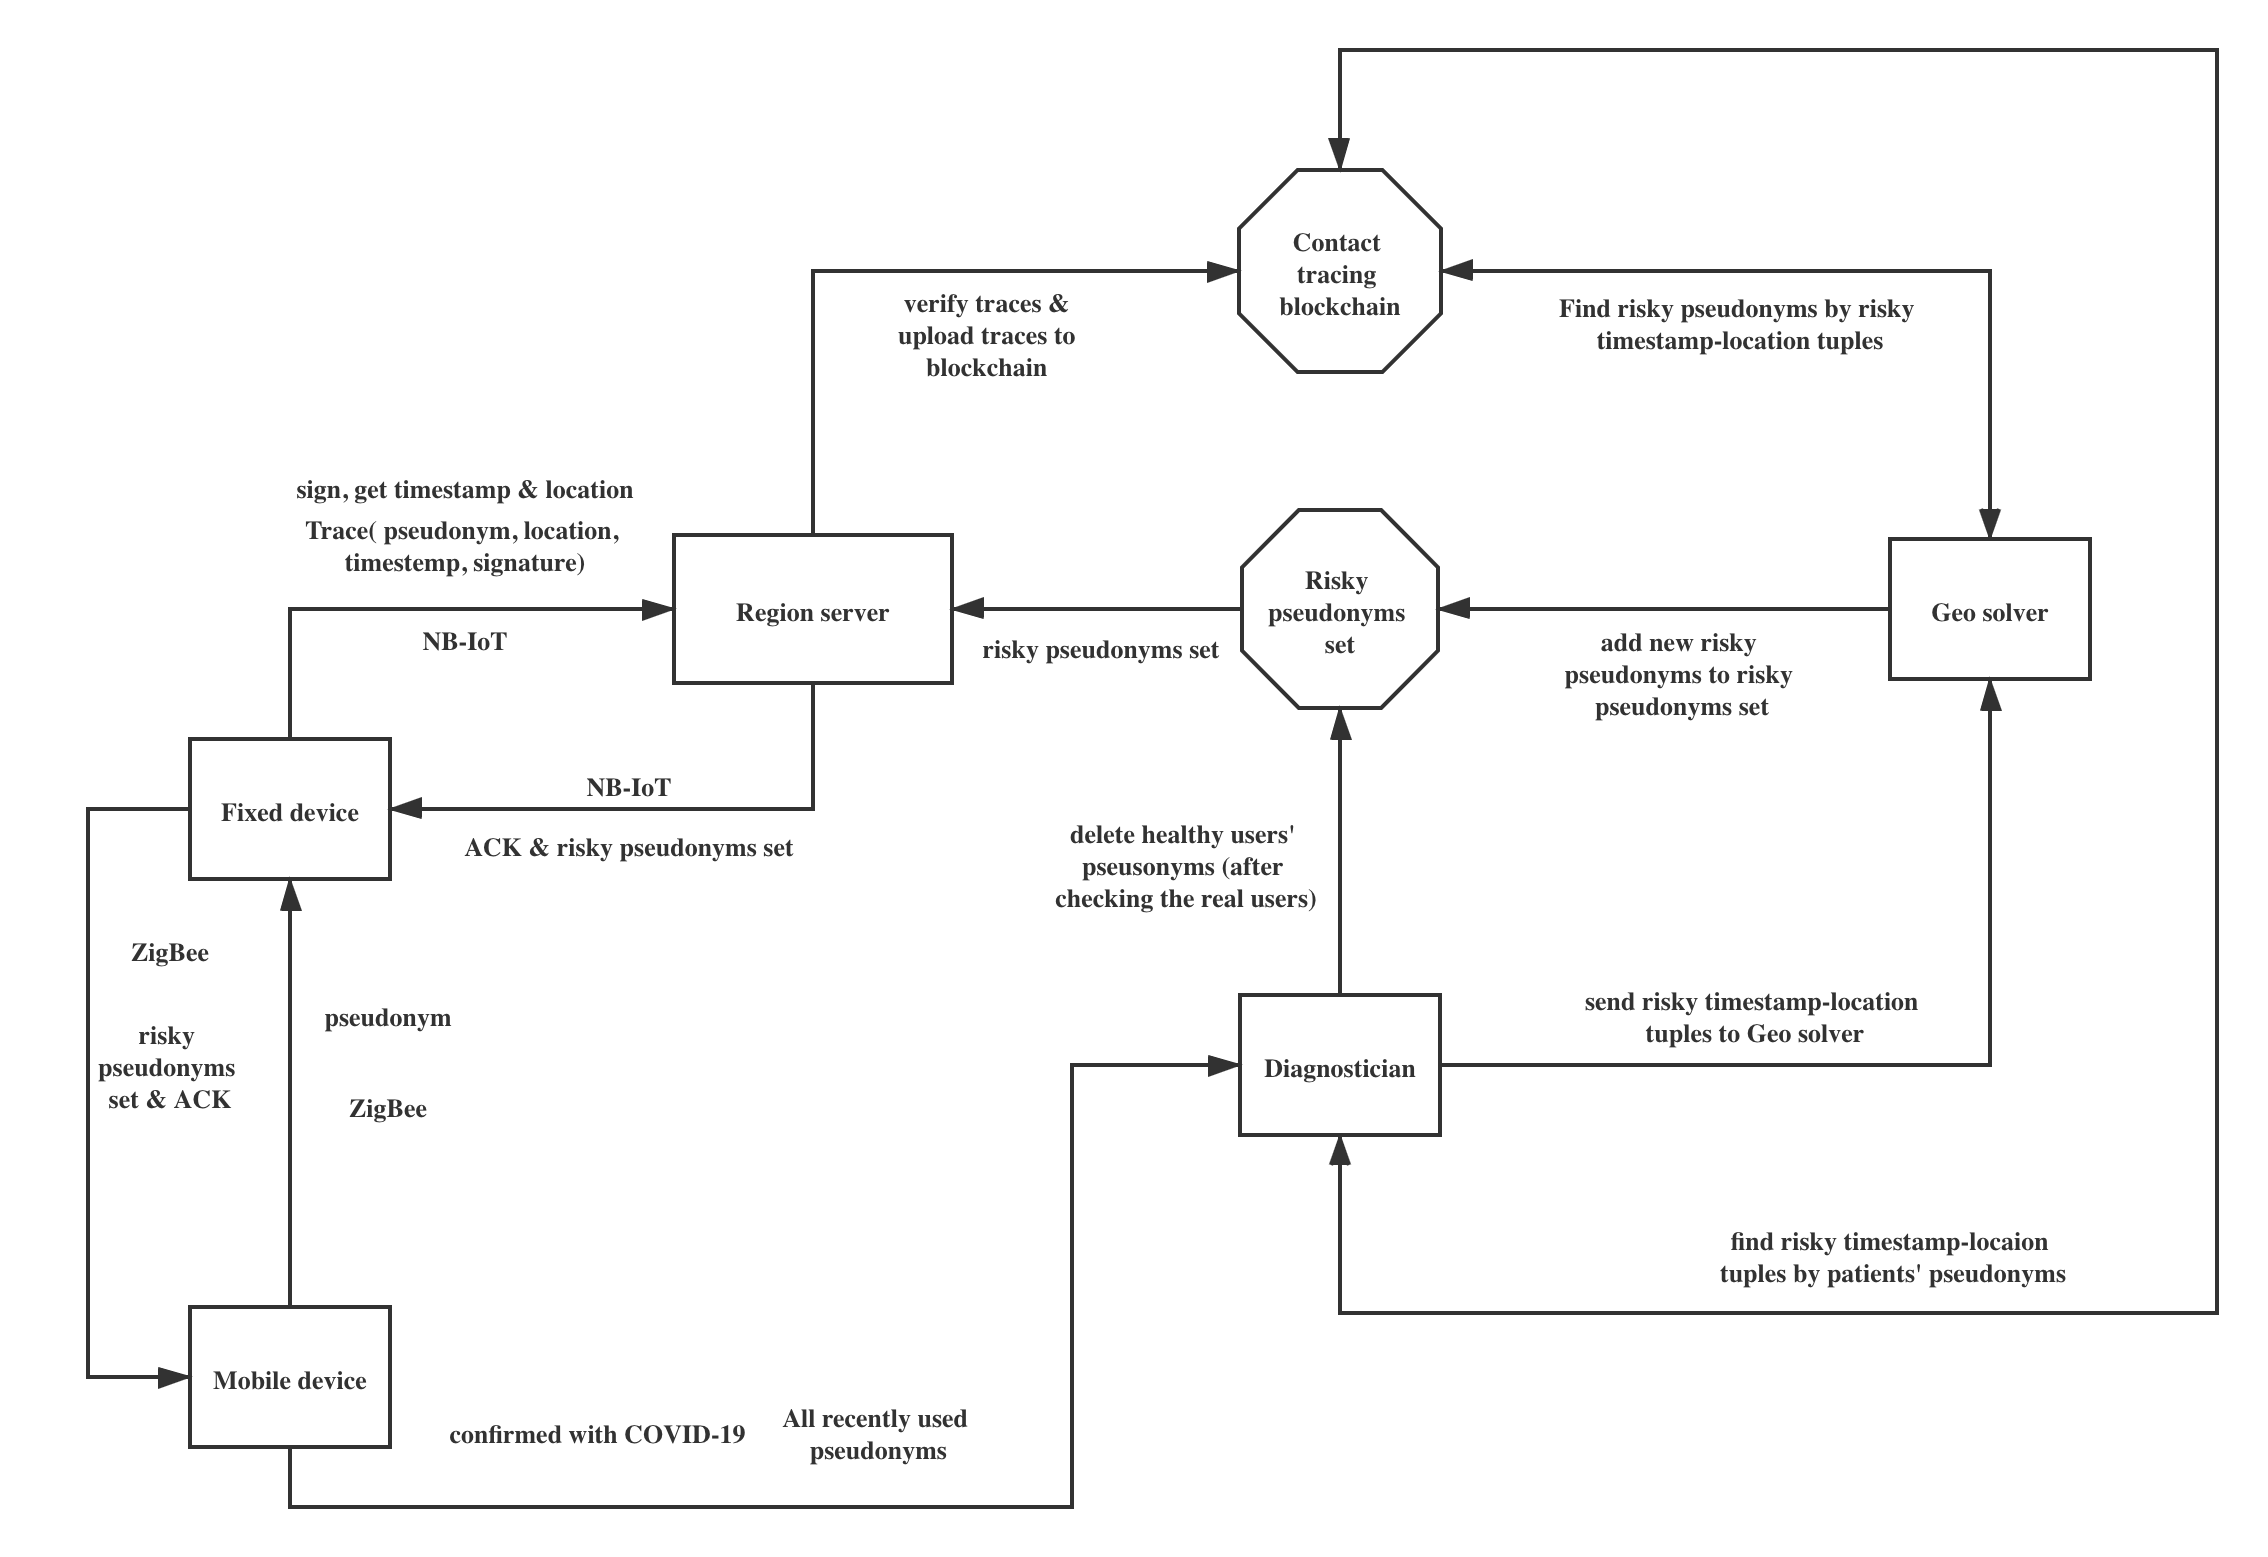 Contact
tracing
blockchain
verify traces &
upload traces to
blockchain
Find risky pseudonyms by risky
timestamp-location tuples
sign, get timestamp & location
Trace( pseudonym, location,
timestemp, signature)
NB-IoT
Region server
risky pseudonyms set
Risky
pseudonyms
set
add new risky
pseudonyms to risky
pseudonyms set
Geo solver
Fixed device
NB-IoT
ACK & risky pseudonyms set
delete healthy users'
pseusonyms (after
checking the real users)
ZigBee
risky
pseudonyms
set & ACK
pseudonym
ZigBee
Diagnostician
send risky timestamp-location
tuples to Geo solver
find risky timestamp-locaion
tuples by patients' pseudonyms
Mobile device
confirmed with COVID-19
All recently used
pseudonyms